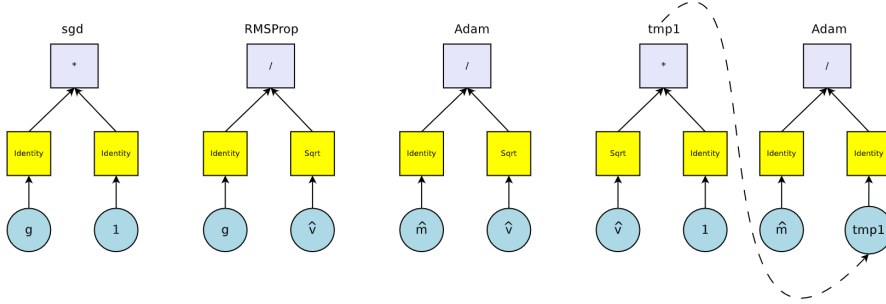 sgd RMSProp Adam tmp1 Adam
* / / * /
Identity Identity Identity Sqrt Identity Sqrt Sqrt Identity Identity Identity
g 1 g v̂ m̂ v̂ v̂ 1 m̂ tmp1